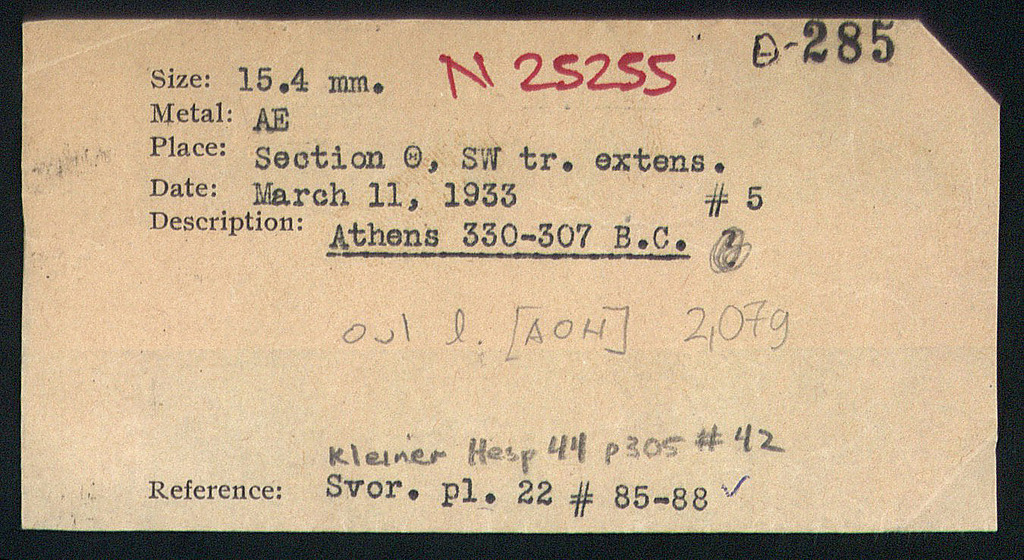 Θ-285
N 25255
Size: 15.4 mm.
Metal: AE
Place: Section Θ, SW tr. extens.
Date: March 11, 1933 # 5
Description: Athens 330-307 B.C.
owl l. [AΘH] 2,07g
Kleiner Hesp 44 p305 # 42
Reference: Svor. pl. 22 # 85-88 ✓